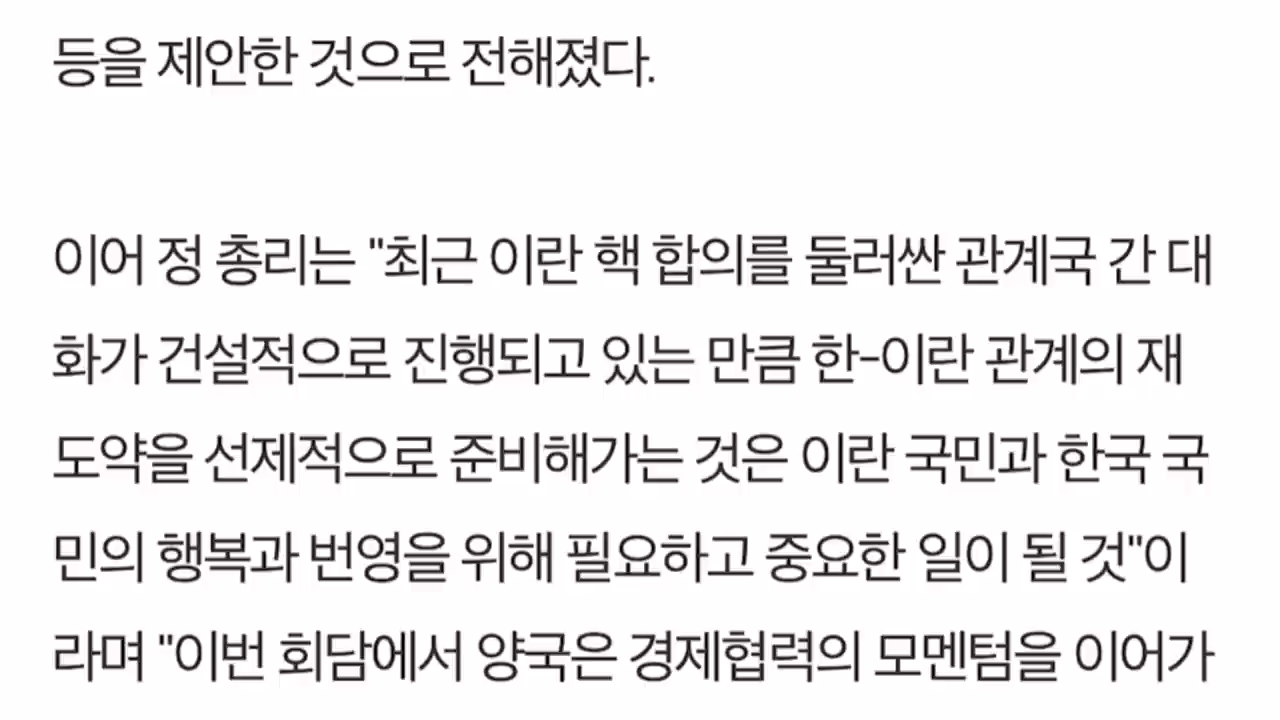 등을 제안한 것으로 전해졌다.
이어 정 총리는 "최근 이란 핵 합의를 둘러싼 관계국 간 대
화가 건설적으로 진행되고 있는 만큼 한-이란 관계의 재
도약을 선제적으로 준비해가는 것은 이란 국민과 한국 국
민의 행복과 번영을 위해 필요하고 중요한 일이 될 것"이
라며 "이번 회담에서 양국은 경제협력의 모멘텀을 이어가